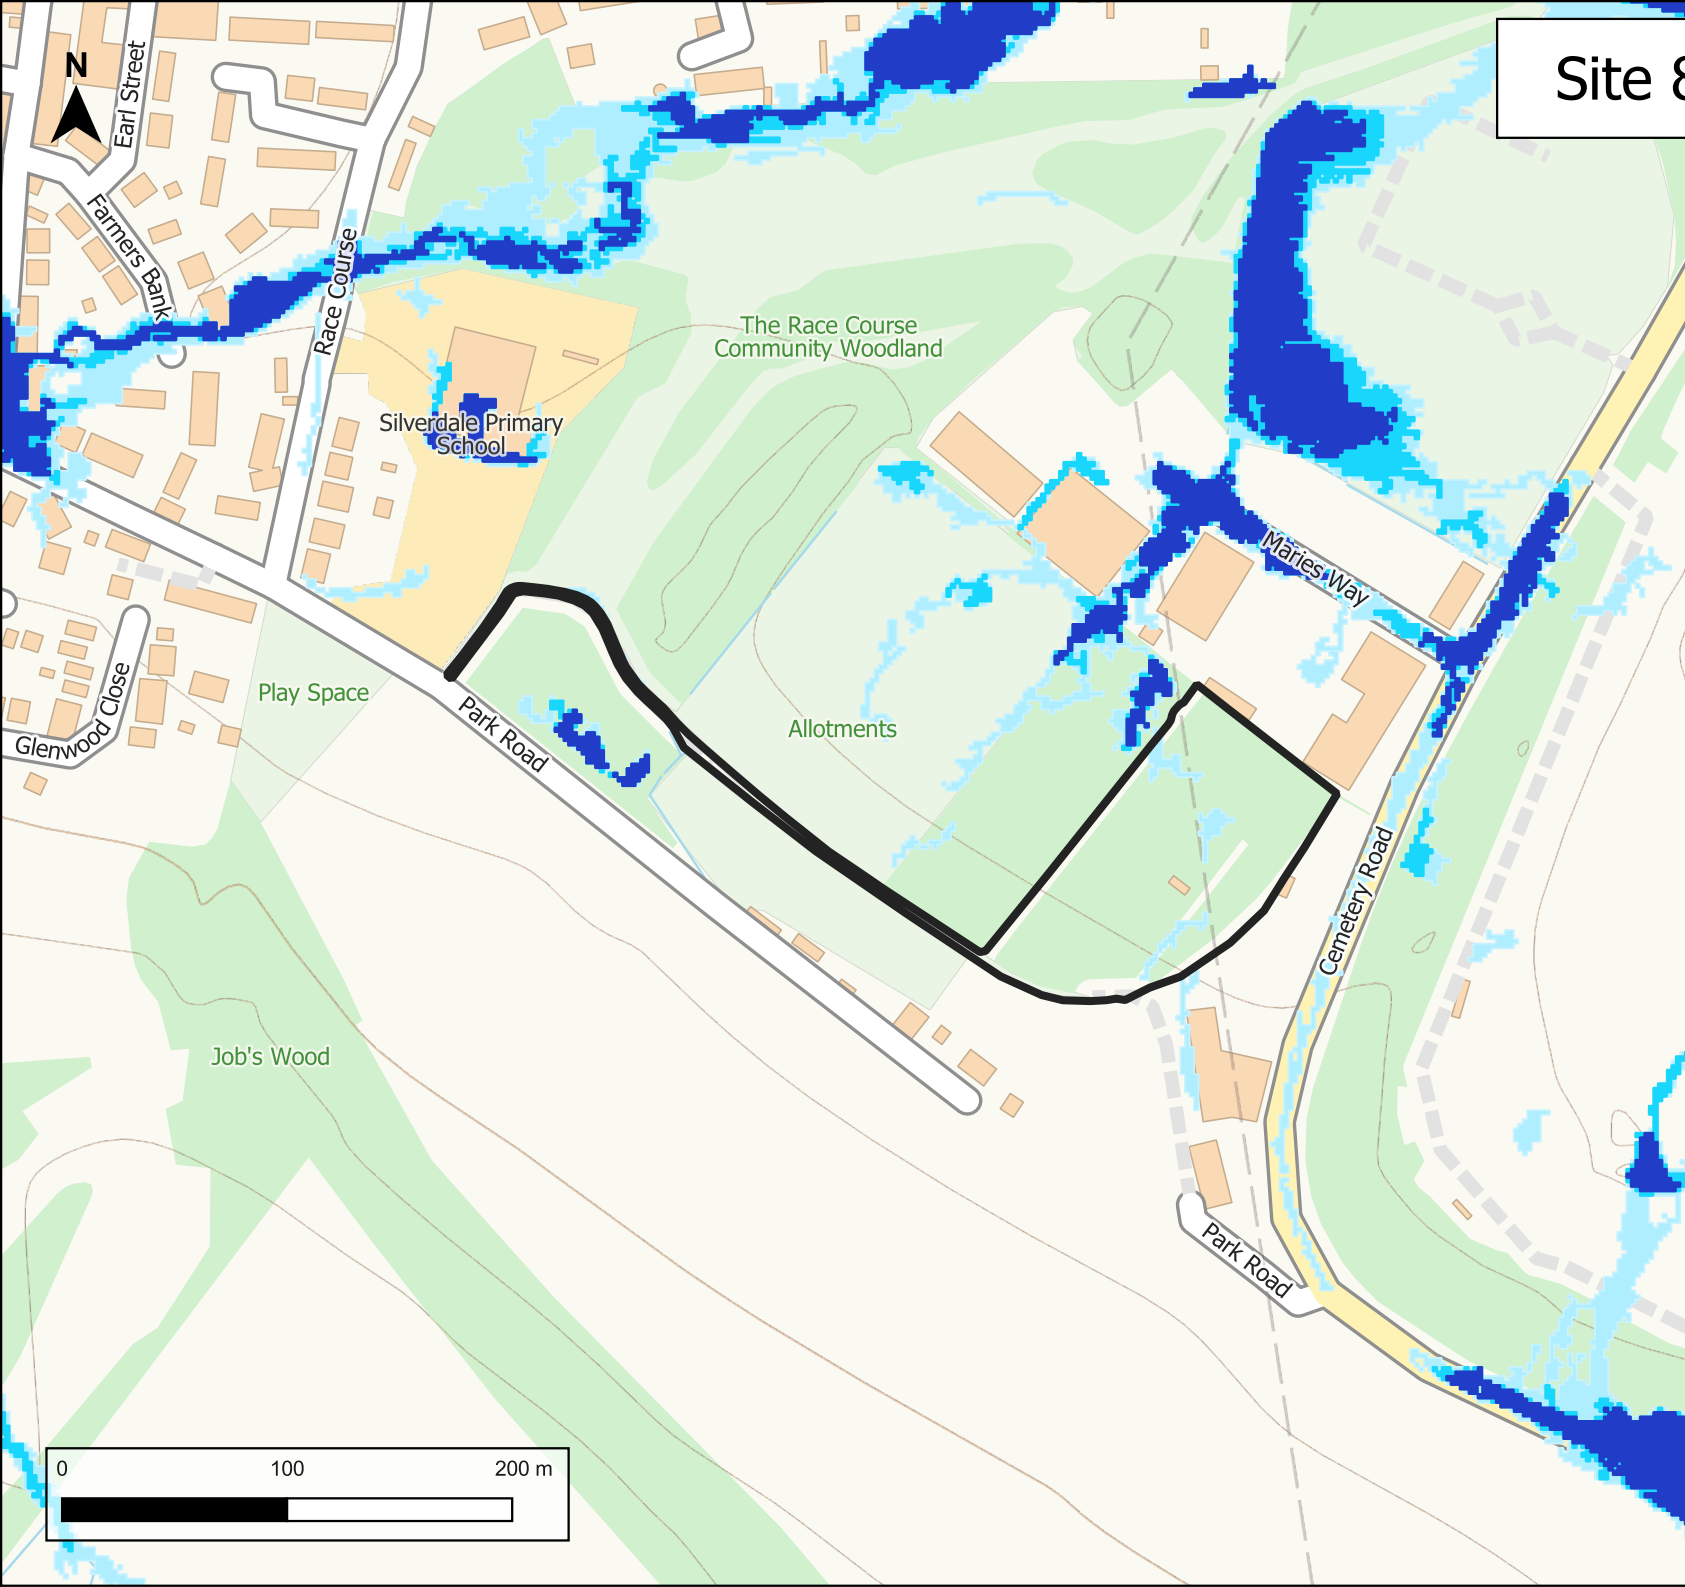 N
Earl Street
Site 8
Farmers Bank
Race Course
The Race Course
Community Woodland
Silverdale Primary
School
Maries Way
Play Space
Park Road
Allotments
Glenwood Close
Cemetery Road
Job's Wood
Park Road
0 100 200 m